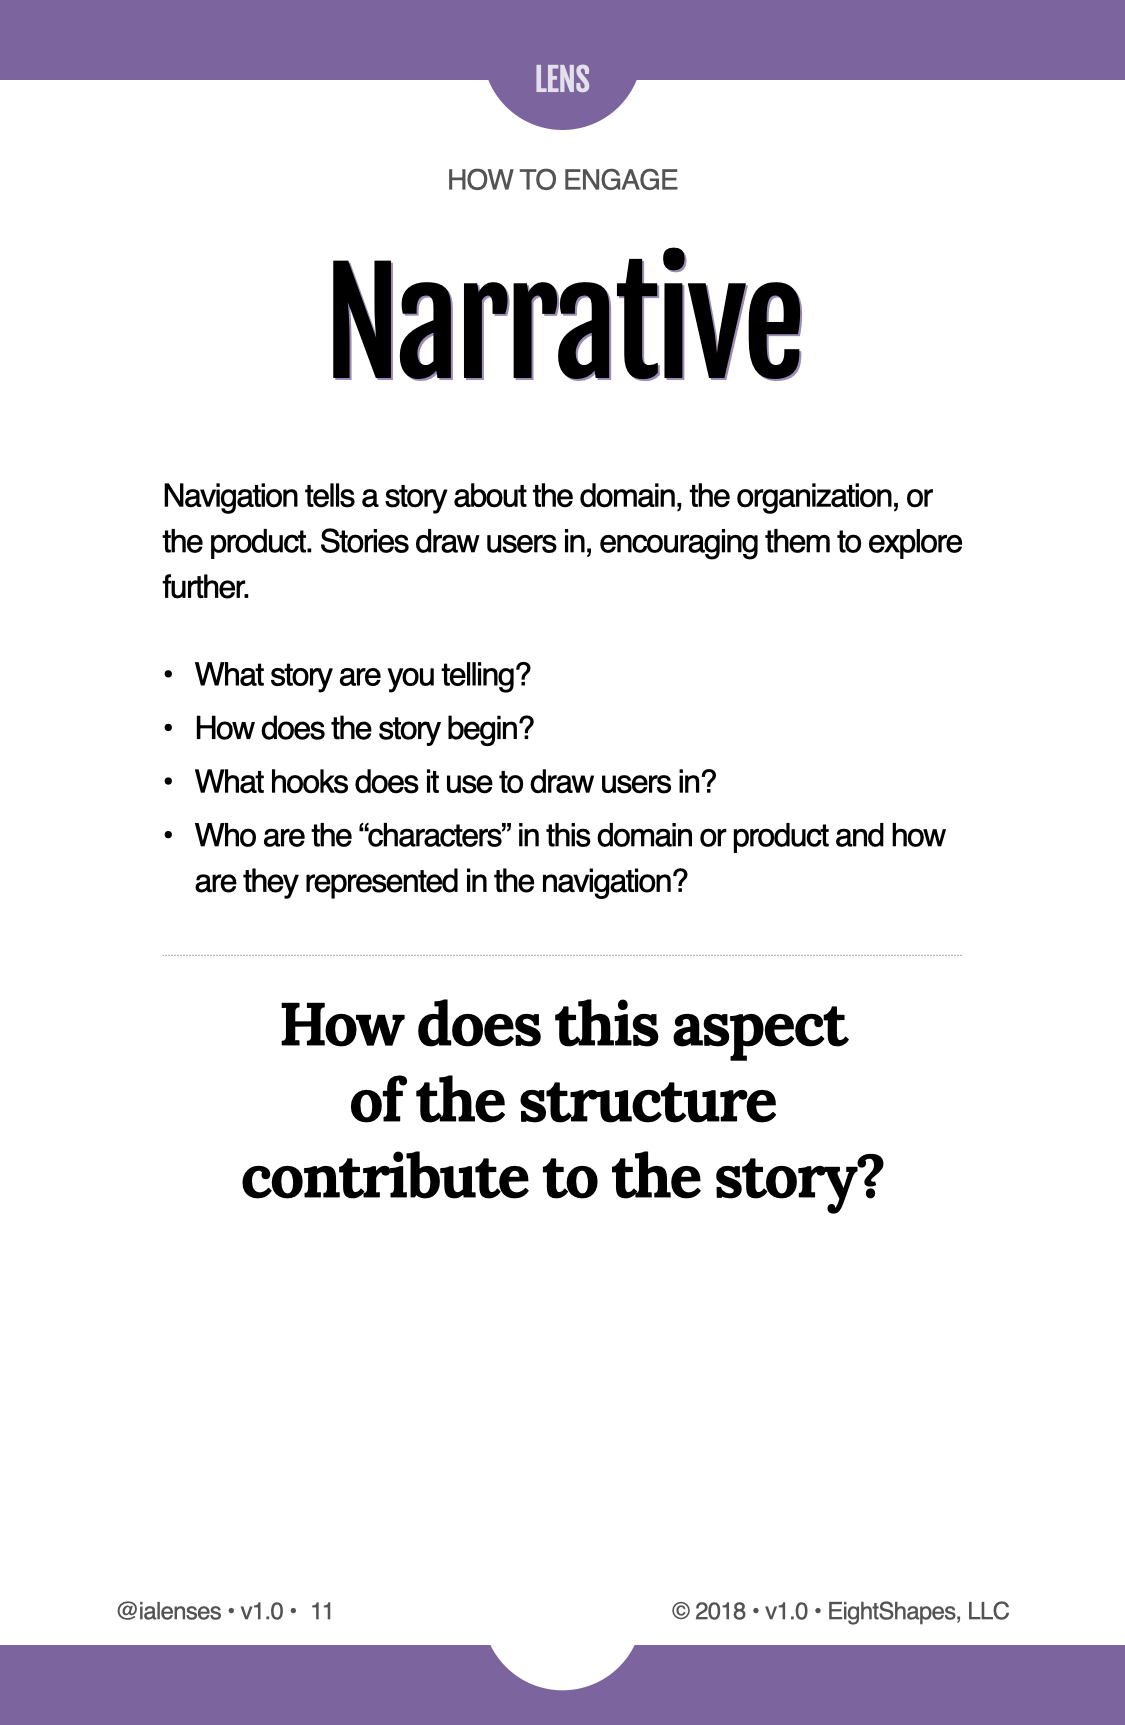 LENS
HOW TO ENGAGE
Narrative
Navigation tells a story about the domain, the organization, or
the product. Stories draw users in, encouraging them to explore
further.
• What story are you telling?
• How does the story begin?
• What hooks does it use to draw users in?
• Who are the “characters” in this domain or product and how
are they represented in the navigation?
How does this aspect
of the structure
contribute to the story?
@ialenses • v1.0 • 11
© 2018 • v1.0 • EightShapes, LLC